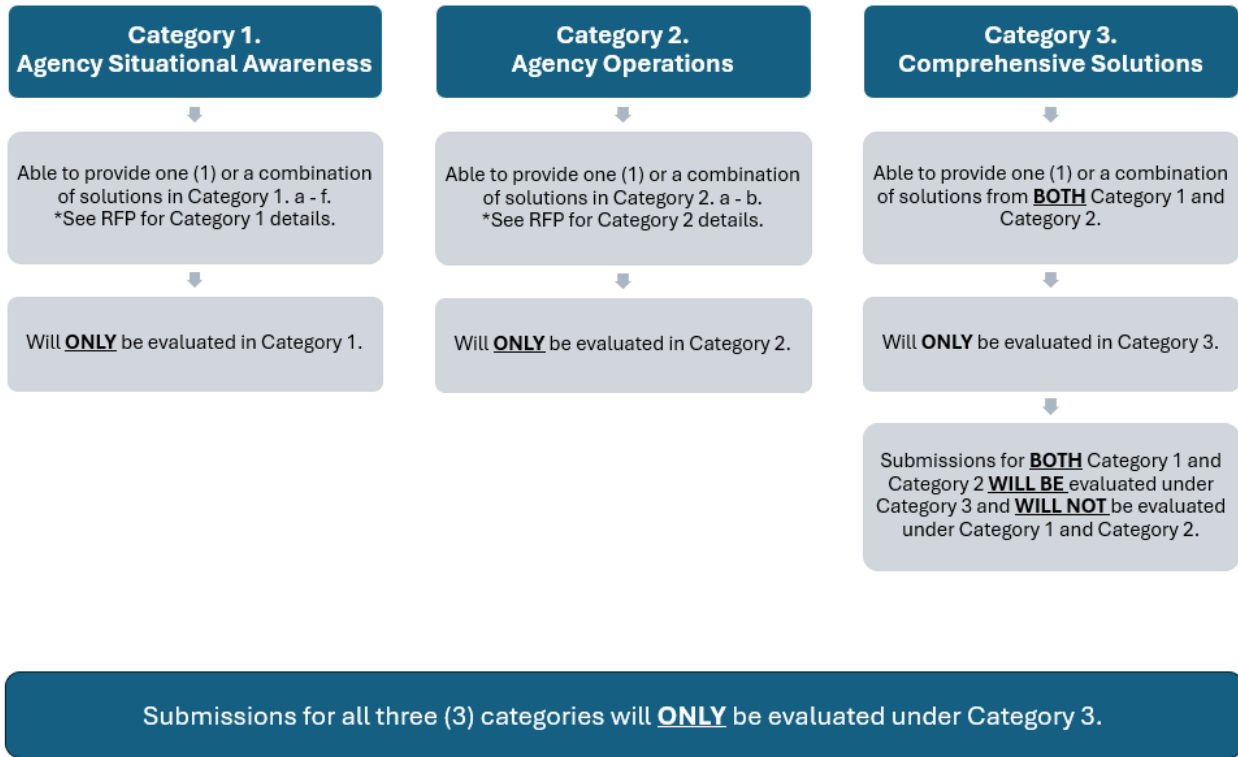 Category 1.
Agency Situational Awareness
Able to provide one (1) or a combination
of solutions in Category 1. a - f.
*See RFP for Category 1 details.
Will ONLY be evaluated in Category 1.
Category 2.
Agency Operations
Able to provide one (1) or a combination
of solutions in Category 2. a - b.
*See RFP for Category 2 details.
Will ONLY be evaluated in Category 2.
Category 3.
Comprehensive Solutions
Able to provide one (1) or a combination
of solutions from BOTH Category 1 and
Category 2.
Will ONLY be evaluated in Category 3.
Submissions for BOTH Category 1 and
Category 2 WILL BE evaluated under
Category 3 and WILL NOT be evaluated
under Category 1 and Category 2.
Submissions for all three (3) categories will ONLY be evaluated under Category 3.